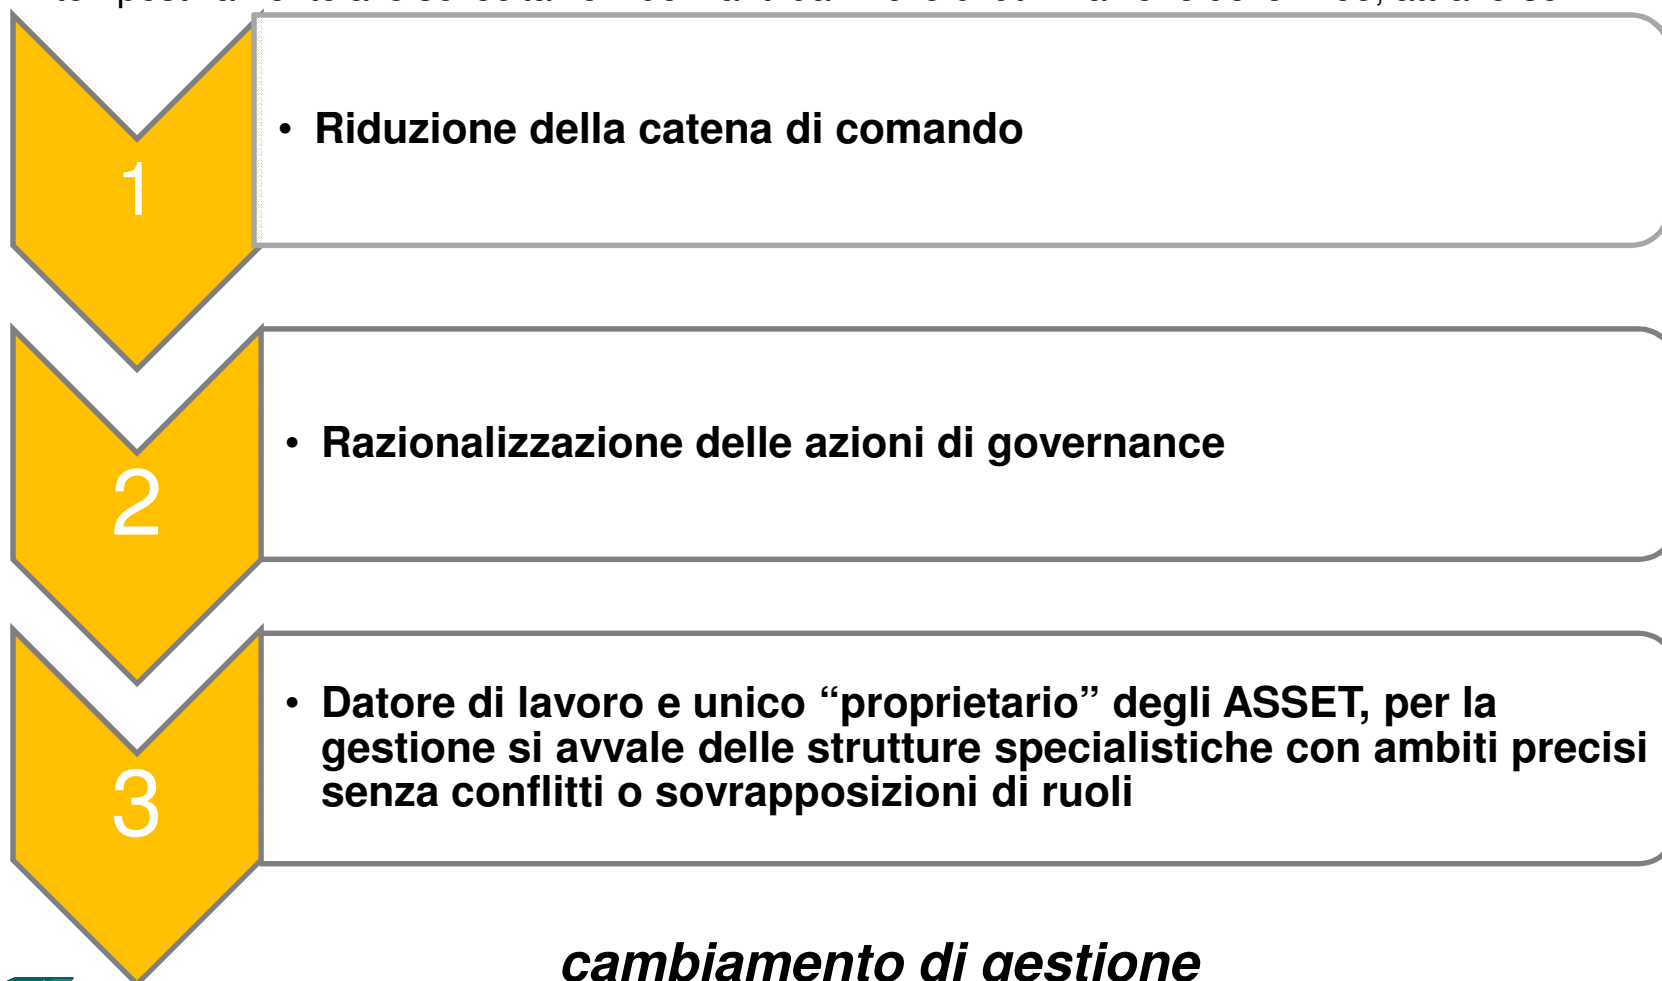 1
• Riduzione della catena di comando
2
• Razionalizzazione delle azioni di governance
3
• Datore di lavoro e unico “proprietario” degli ASSET, per la
gestione si avvale delle strutture specialistiche con ambiti precisi
senza conflitti o sovrapposizioni di ruoli
cambiamento di gestione